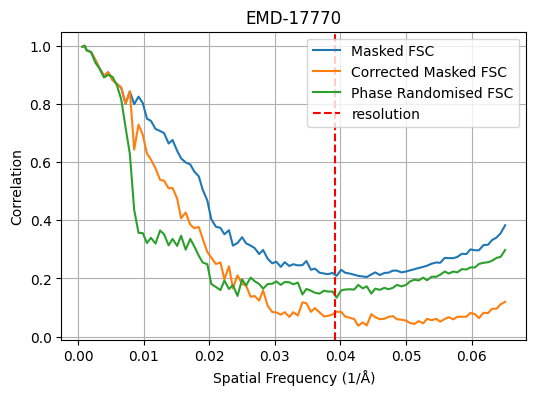 EMD-17770
Masked FSC
Corrected Masked FSC
Phase Randomised FSC
resolution
Correlation
1.0
0.8
0.6
0.4
0.2
0.0
0.00 0.01 0.02 0.03 0.04 0.05 0.06
Spatial Frequency (1/Å)